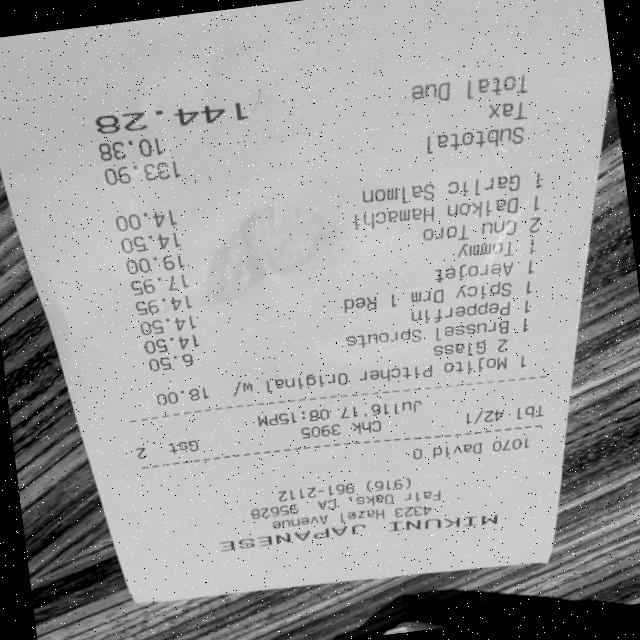 MIKUNI JAPANESE
4323 Hazel Avenue
Fair Oaks, CA 95628
(916) 961-2112
1070 David O
Tbl 42/1 Chk 3905 Gst 2
Jul16'17 08:15PM
1 Mojito Pitcher Original w/ 18.00
2 Glass
1 Brussel Sprouts 6.50
1 Pepperfin 14.50
1 Spicy Drm 1 Red 14.50
1 Aerojet 14.95
1 Tommy 17.95
2 Chu Toro 19.00
1 Daikon Hamachi 14.50
1 Garlic Salmon 14.00
Subtotal 133.90
Tax 10.38
Total Due 144.28